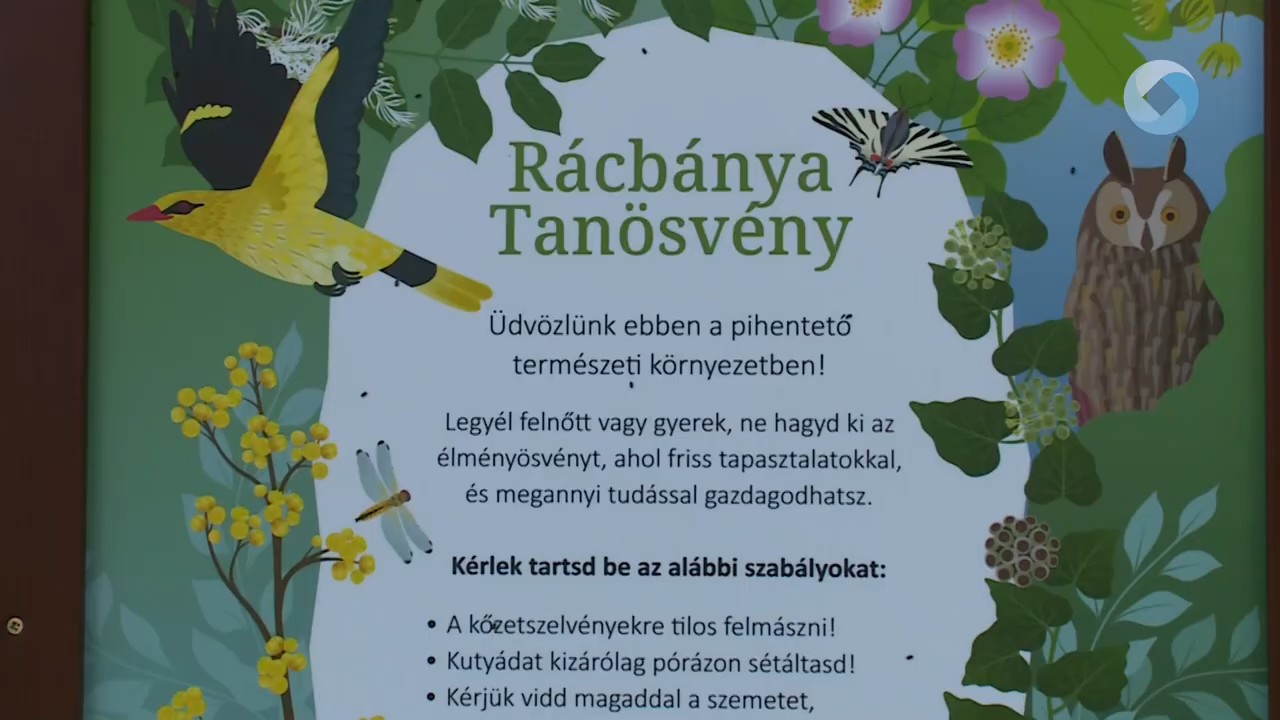 Rácbánya
Tanösvény
Üdvözlünk ebben a pihentető
természeti környezetben!
Legyél felnőtt vagy gyerek, ne hagyd ki az
élményösvényt, ahol friss tapasztalatokkal,
és megannyi tudással gazdagodhatsz.
Kérlek tartsd be az alábbi szabályokat:
• A kőzetszelvényekre tilos felmászni!
• Kutyádat kizárólag pórázon sétáltasd!
• Kérjük vidd magaddal a szemetet,